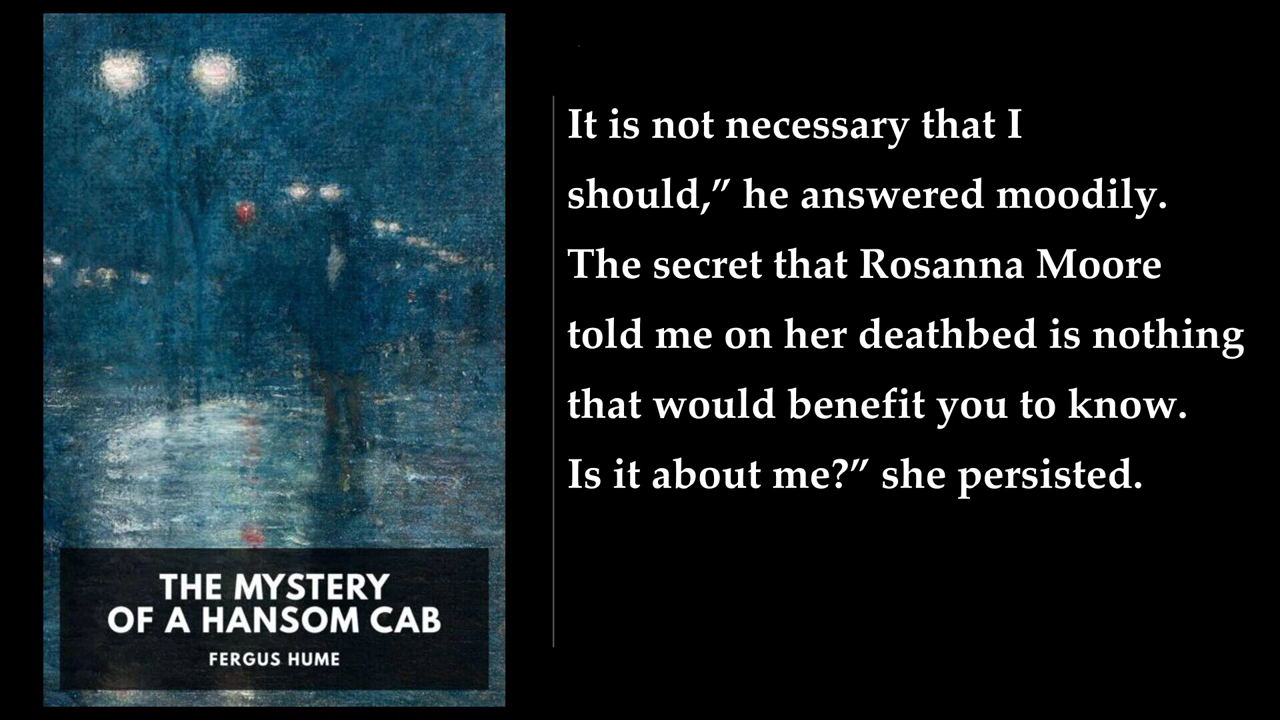 It is not necessary that I
should,” he answered moodily.
The secret that Rosanna Moore
told me on her deathbed is nothing
that would benefit you to know.
Is it about me?” she persisted.
THE MYSTERY
OF A HANSOM CAB
FERGUS HUME